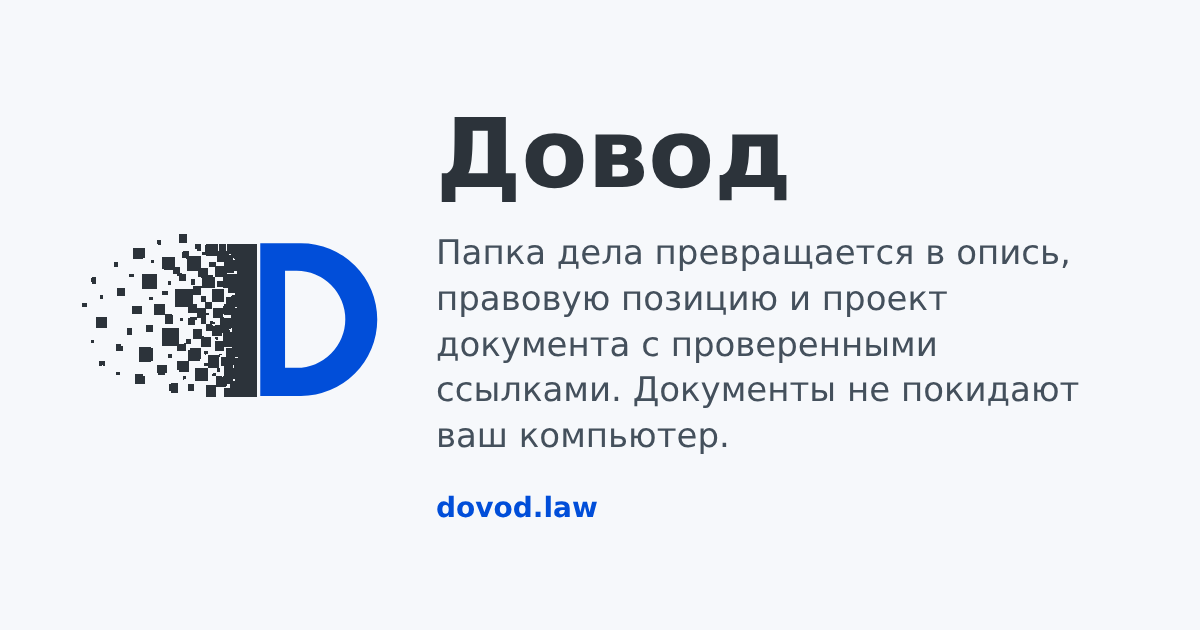 Довод
Папка дела превращается в опись,
правовую позицию и проект
документа с проверенными
ссылками. Документы не покидают
ваш компьютер.
dovod.law